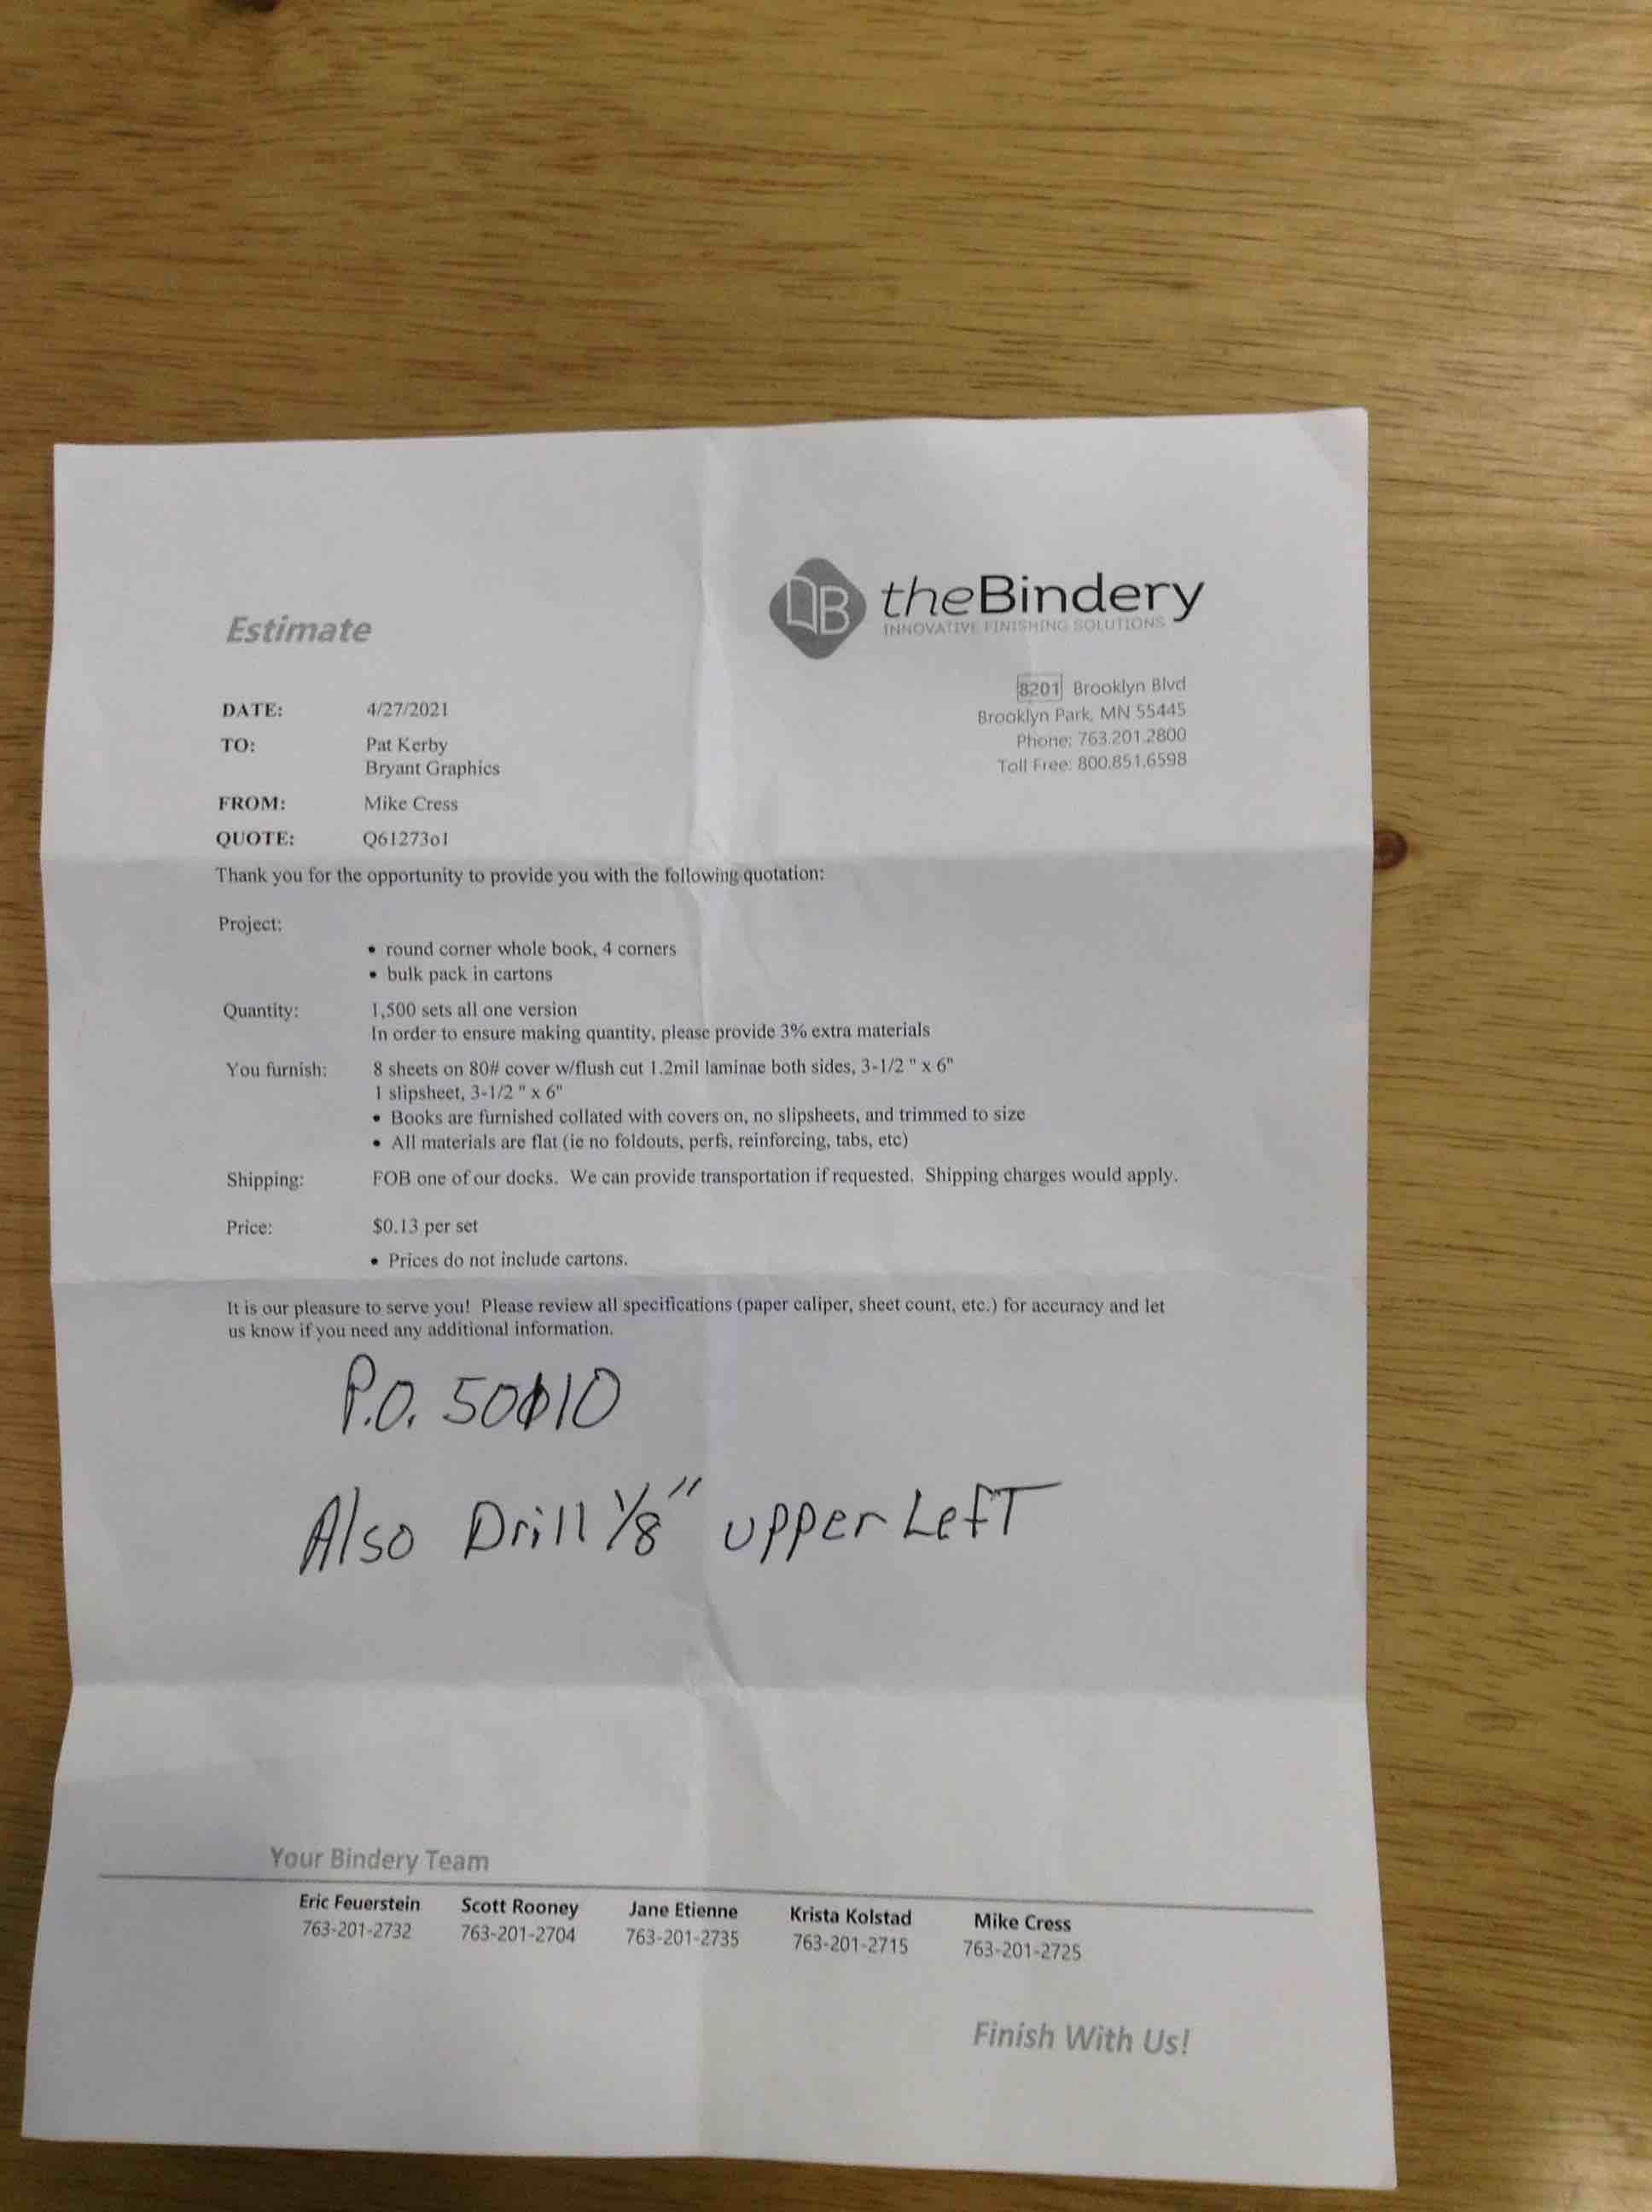 theBindery
INNOVATIVE FINISHING SOLUTIONS
Estimate
8201 Brooklyn Blvd
Brooklyn Park, MN 55445
Phone: 763.201.2800
Toll Free: 800.851.6598
DATE: 4/27/2021
TO: Pat Kerby
Bryant Graphics
FROM: Mike Cress
QUOTE: Q61273o1
Thank you for the opportunity to provide you with the following quotation:
Project:
• round corner whole book, 4 corners
• bulk pack in cartons
Quantity: 1,500 sets all one version
In order to ensure making quantity, please provide 3% extra materials
You furnish: 8 sheets on 80# cover w/flush cut 1.2mil laminae both sides, 3-1/2 " x 6"
1 slipsheet, 3-1/2 " x 6"
• Books are furnished collated with covers on, no slipsheets, and trimmed to size
• All materials are flat (ie no foldouts, perfs, reinforcing, tabs, etc)
Shipping: FOB one of our docks. We can provide transportation if requested. Shipping charges would apply.
Price: $0.13 per set
• Prices do not include cartons.
It is our pleasure to serve you! Please review all specifications (paper caliper, sheet count, etc.) for accuracy and let
us know if you need any additional information.
P.O.
Also Drill 1/8" upper Left
Your Bindery Team
Eric Feuerstein Scott Rooney Jane Etienne Krista Kolstad Mike Cress
763-201-2732 763-201-2704 763-201-2735 763-201-2715 763-201-2725
Finish With Us!